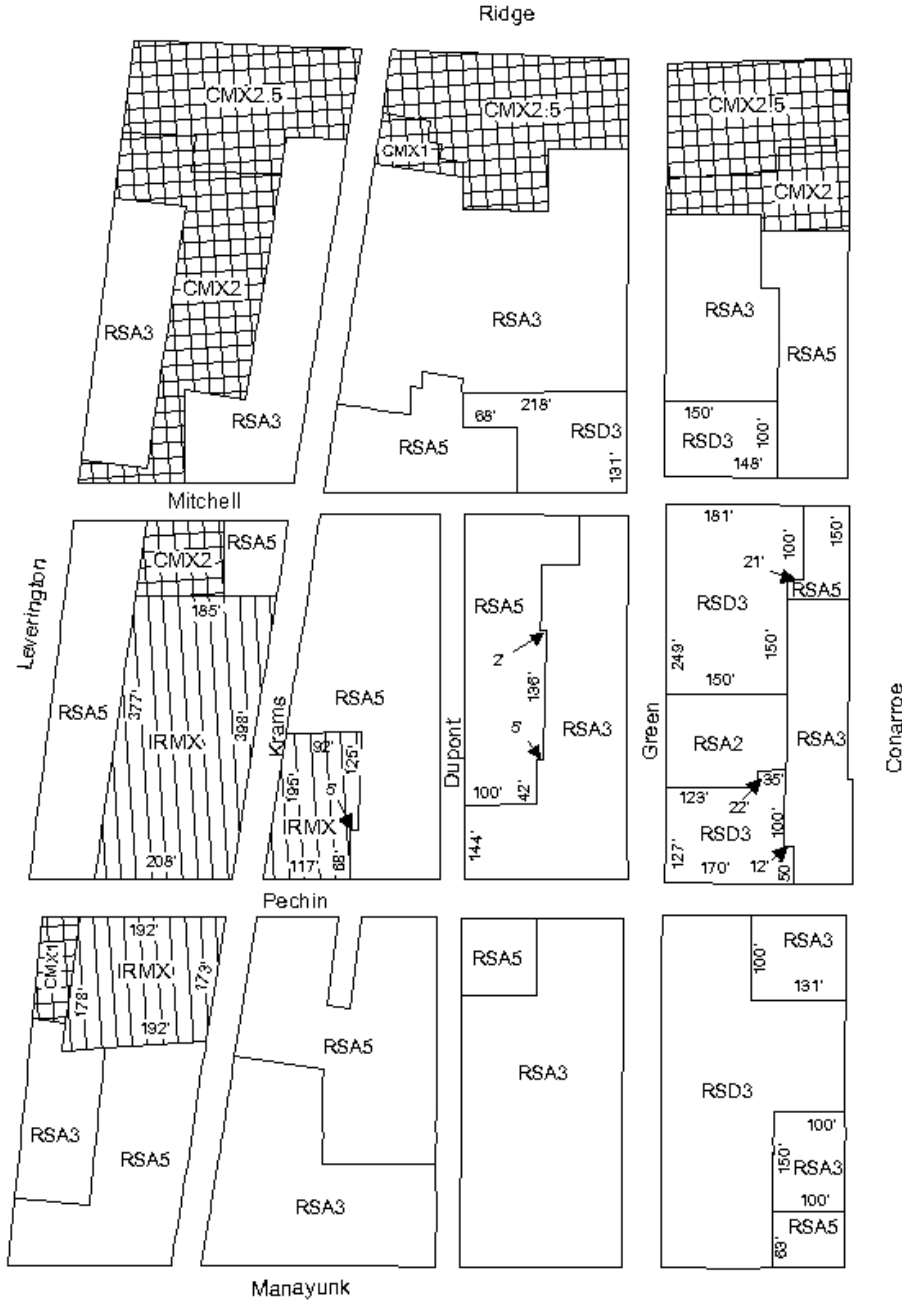 Ridge
CMX2.5
CMX2.5
CMX2.5
CMX1
CMX2
CMX2
RSA3
RSA3
RSA3
RSA5
RSA3
218'
68'
RSD3
RSA5
131'
150'
RSD3
100'
148'
Mitchell
Leverington
CMX2
RSA5
185'
RSA5
377'
398'
IRMX
208'
Krams
RSA5
92'
125'
195'
5'
IRMX
117'
68'
Dupont
RSA5
2'
136'
5'
RSA3
100'
42'
144'
Green
181'
100'
150'
21'
RSA5
RSD3
249'
150'
150'
RSA2
RSA3
35'
123'
22'
RSD3
100'
127'
170'
12'
50'
Conarroe
Pechin
CMX1
192'
IRMX
173'
178'
192'
RSA3
RSA5
RSA5
RSA3
RSA5
RSA3
RSA3
100'
131'
RSD3
100'
150'
RSA3
100'
RSA5
63'
Manayunk